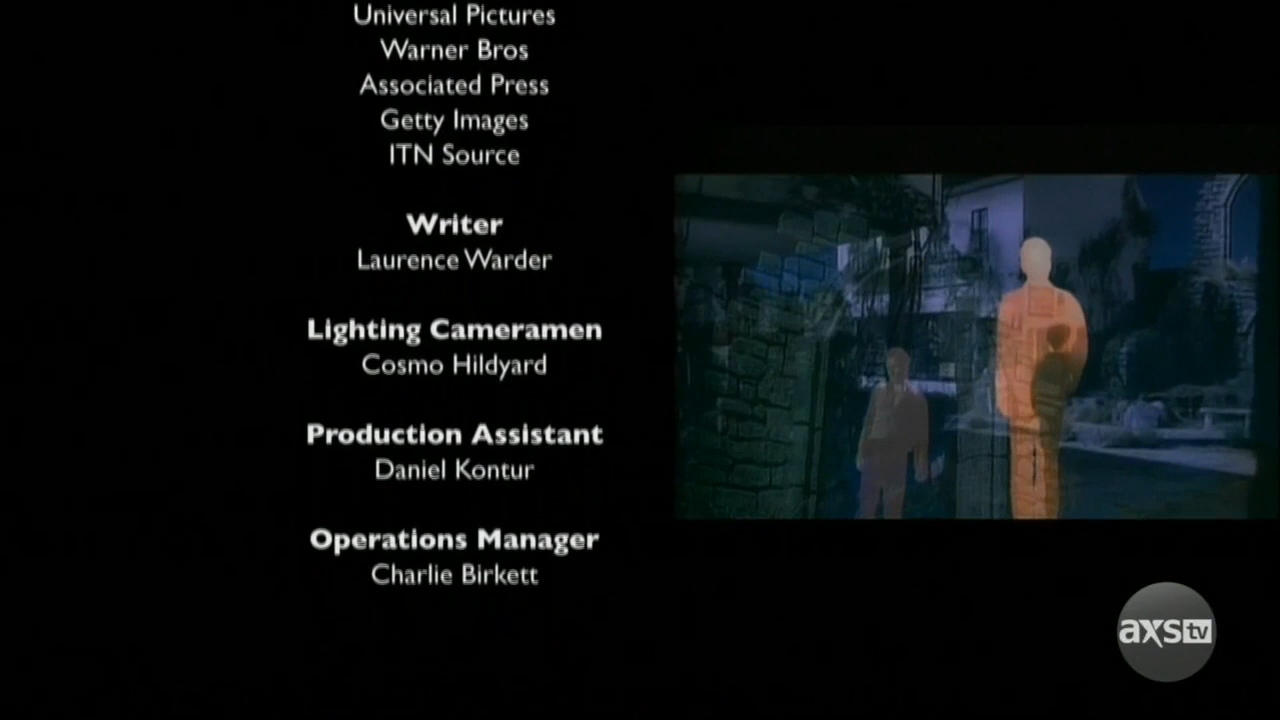 Universal Pictures
Warner Bros
Associated Press
Getty Images
ITN Source
Writer
Laurence Warder
Lighting Cameramen
Cosmo Hildyard
Production Assistant
Daniel Kontur
Operations Manager
Charlie Birkett
axs tv